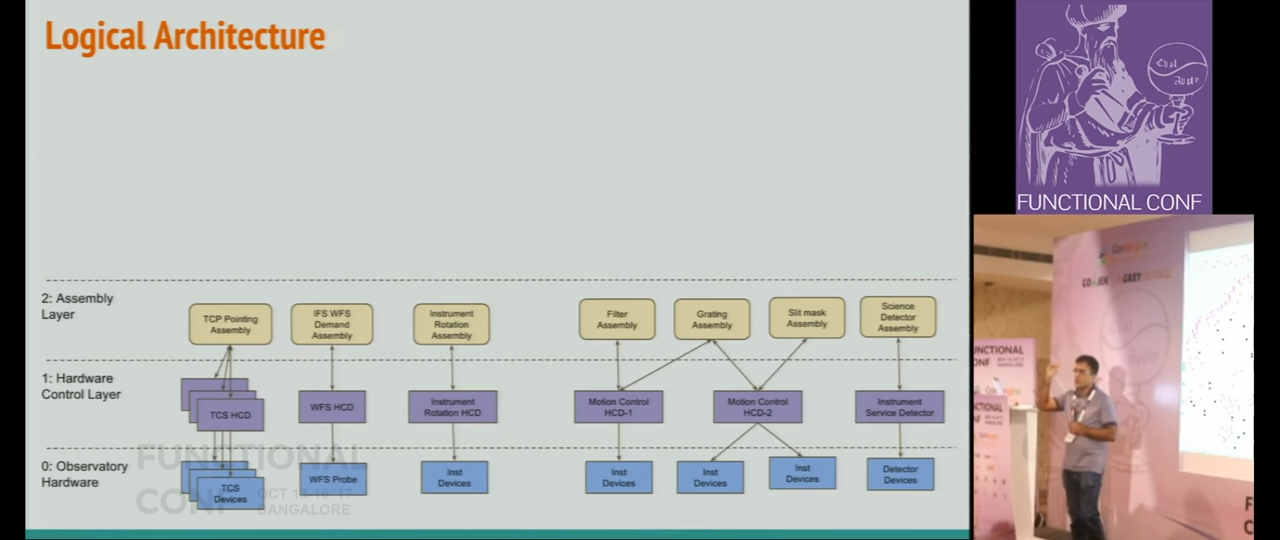 Logical Architecture
2: Assembly
Layer
TCP Pointing
Assembly
IFS WFS
Demand
Assembly
Instrument
Rotation
Assembly
Filter
Assembly
Grating
Assembly
Slit mask
Assembly
Science
Detector
Assembly
1: Hardware
Control Layer
TCS HCD
WFS HCD
Instrument
Rotation HCD
Motion Control
HCD-1
Motion Control
HCD-2
Instrument
Service Detector
0: Observatory
Hardware
TCS
Devices
WFS Probe
Inst
Devices
Inst
Devices
Inst
Devices
Inst
Devices
Detector
Devices
FUNCTIONAL
CONF
BANGALORE
FUNCTIONAL CONF
FUNCTIONAL
CONF
BANGALORE